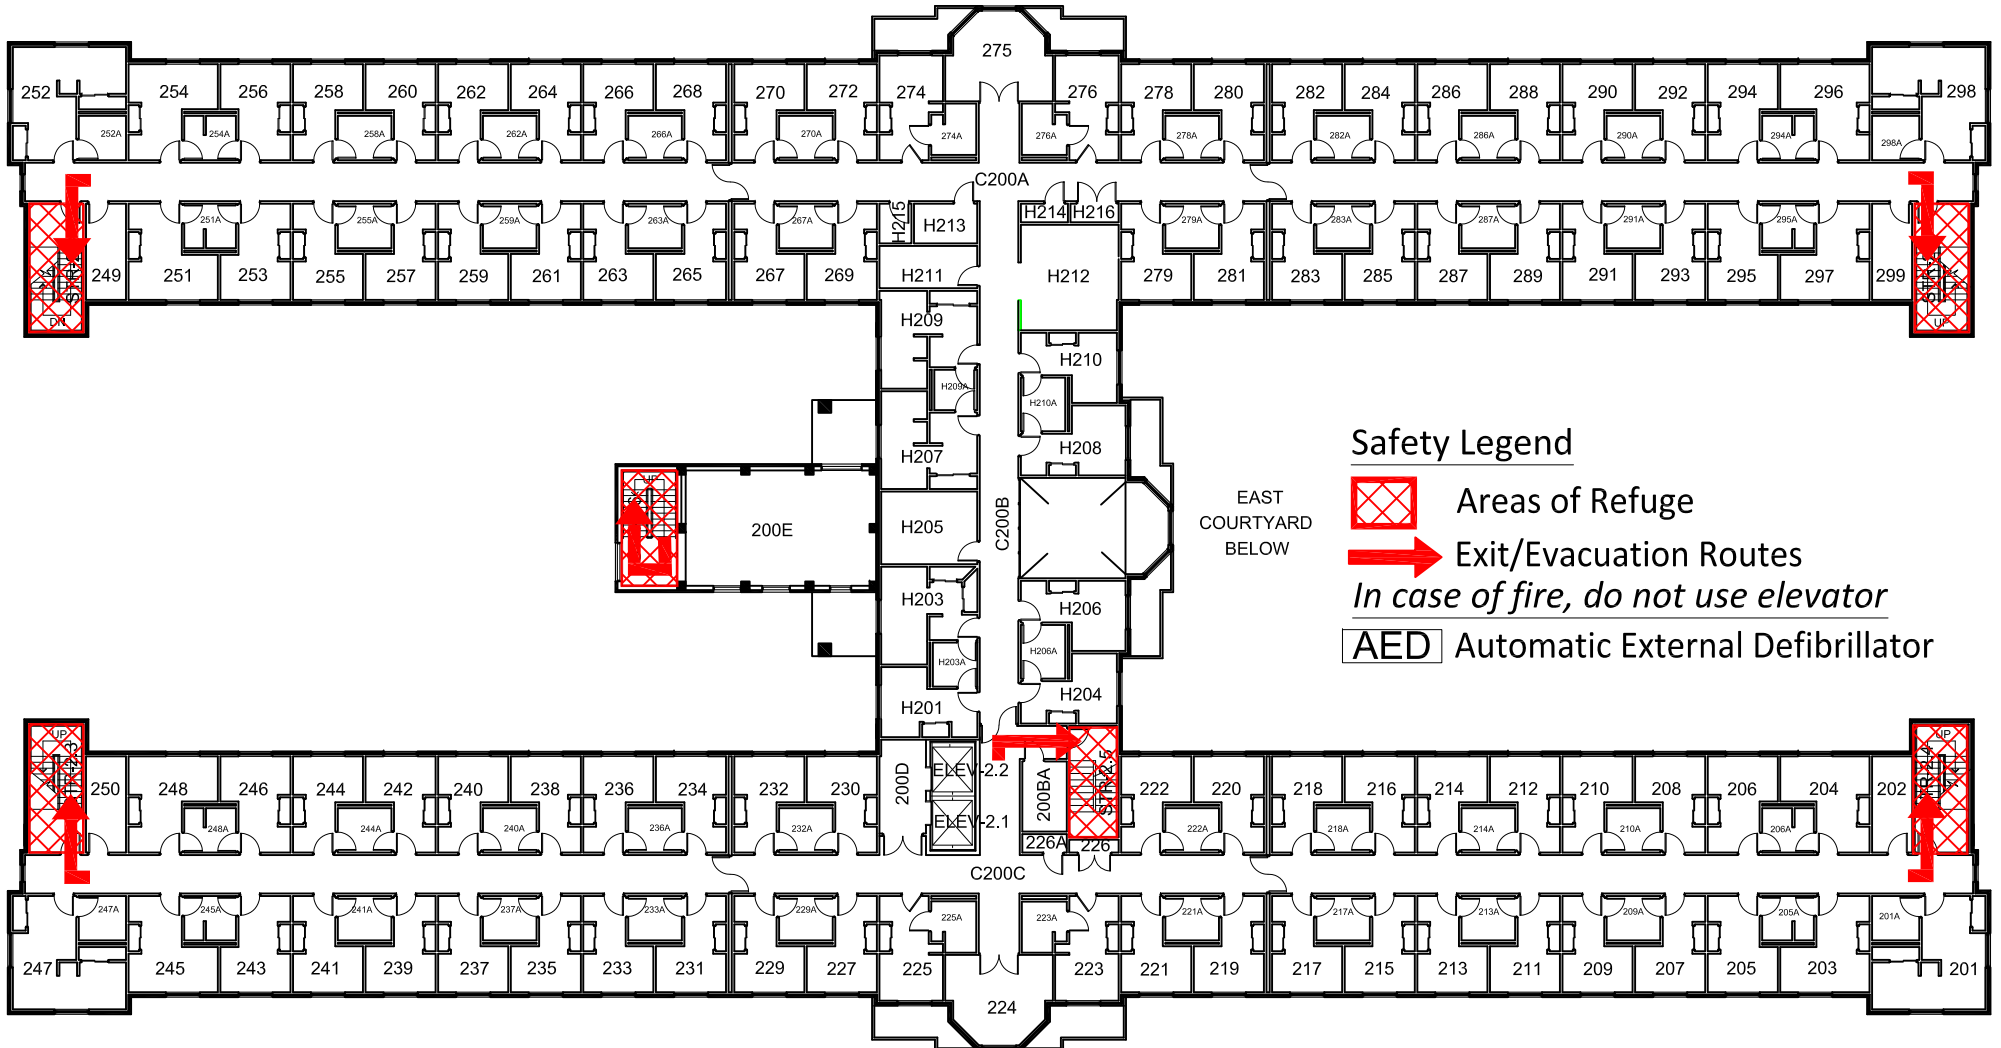 275
252
254
256
258
260
262
264
266
268
270
272
274
276
278
280
282
284
286
288
290
292
294
296
298
252A
254A
258A
262A
266A
270A
274A
276A
278A
282A
286A
290A
294A
298A
C200A
251A
255A
259A
263A
267A
H215
H213
H214
H216
279A
283A
287A
291A
295A
249
251
253
255
257
259
261
263
265
267
269
H211
H212
279
281
283
285
287
289
291
293
295
297
299
DN
UP
H209
H210
H209A
H210A
H207
H208
UP
200E
H205
C200B
EAST
COURTYARD
BELOW
Safety Legend
Areas of Refuge
Exit/Evacuation Routes
In case of fire, do not use elevator
AED Automatic External Defibrillator
H203
H206
H203A
H206A
H201
H204
UP
UP
250
248
246
244
242
240
238
236
234
232
230
200D
ELEV-2.2
ELEV-2.1
200BA
STR2.5
222
220
218
216
214
212
210
208
206
204
202
248A
244A
240A
236A
232A
226A
226
222A
218A
214A
210A
206A
C200C
247A
245A
241A
237A
233A
229A
225A
223A
221A
217A
213A
209A
205A
201A
247
245
243
241
239
237
235
233
231
229
227
225
224
223
221
219
217
215
213
211
209
207
205
203
201